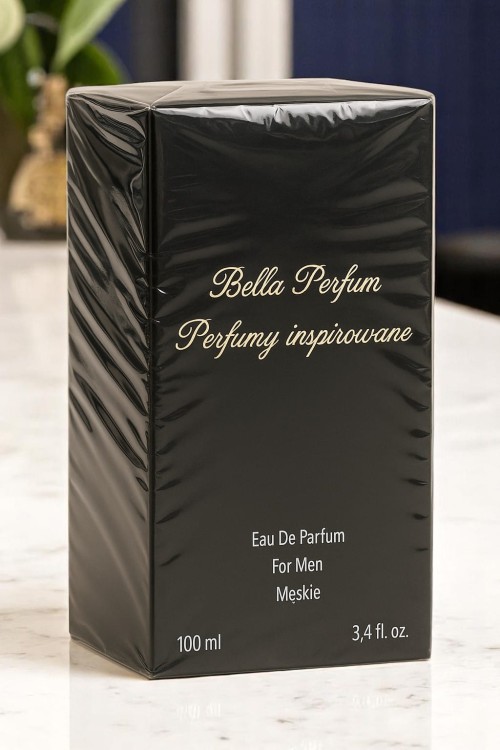 Bella Perfum
Perfumy inspirowane
Eau De Parfum
For Men
Męskie
100 ml
3,4 fl. oz.